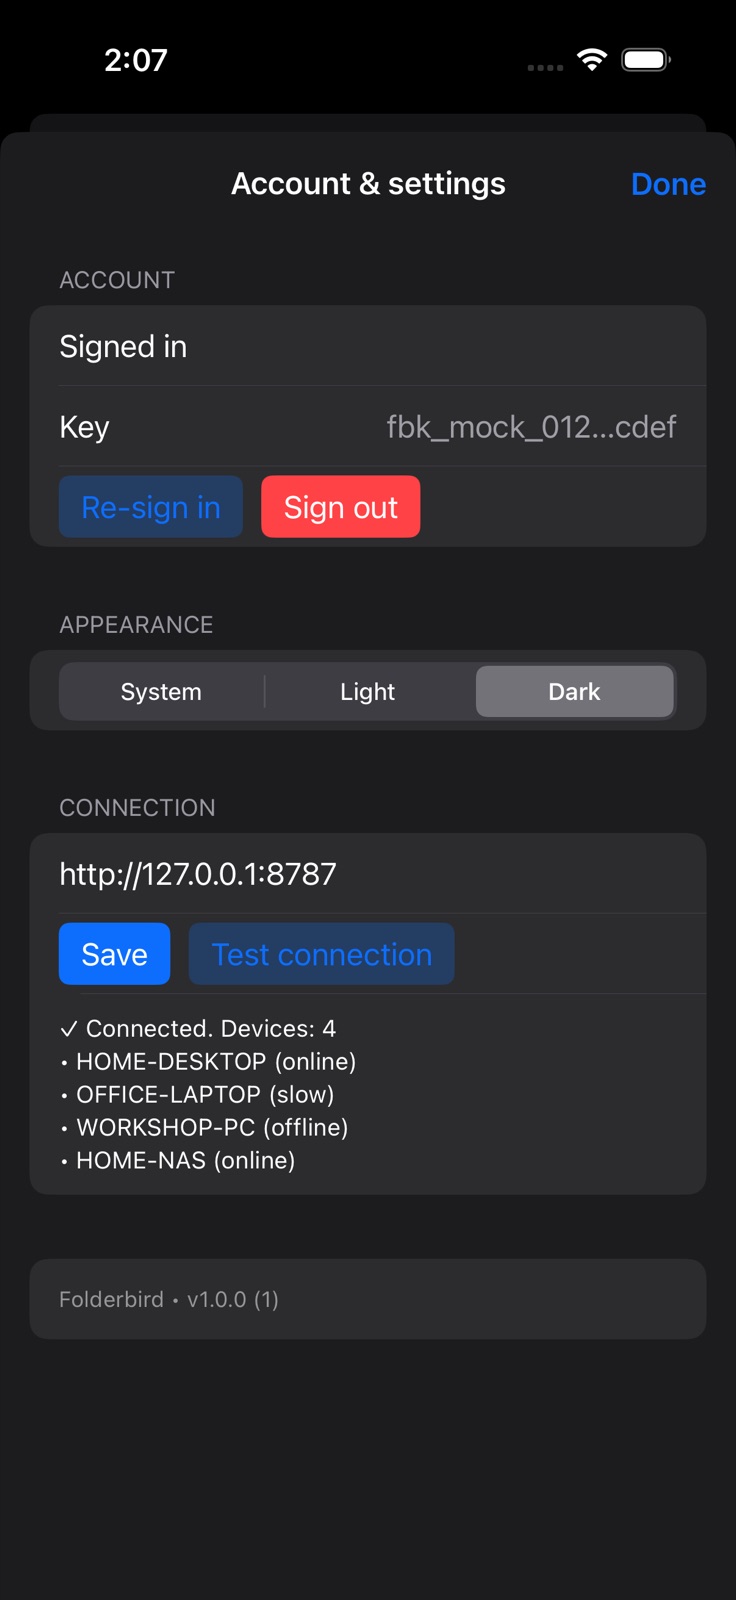 2:07
Account & settings
Done
ACCOUNT
Signed in
Key fbk_mock_012...cdef
Re-sign in Sign out
APPEARANCE
System Light Dark
CONNECTION
http://127.0.0.1:8787
Save Test connection
✓ Connected. Devices: 4
• HOME-DESKTOP (online)
• OFFICE-LAPTOP (slow)
• WORKSHOP-PC (offline)
• HOME-NAS (online)
Folderbird • v1.0.0 (1)